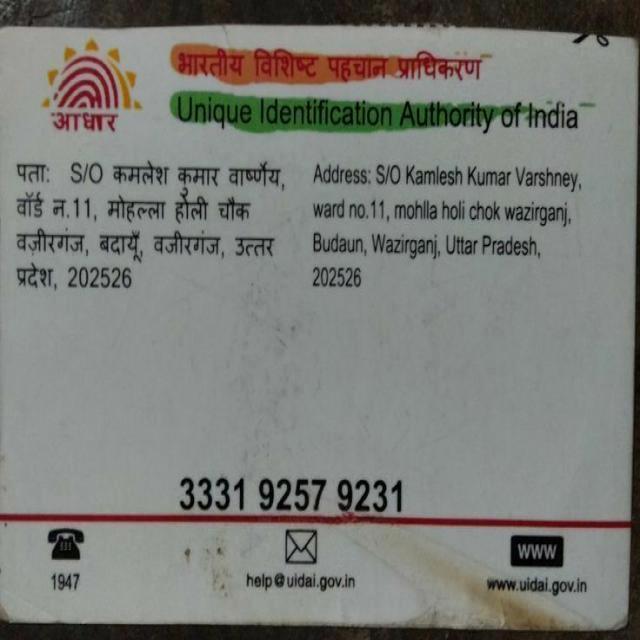 भारतीय विशिष्ट पहचान प्राधिकरण
आधार
Unique Identification Authority of India
पता: S/O कमलेश कुमार वार्ष्णेय,
वॉर्ड न.11, मोहल्ला होली चौक
वज़ीरगंज, बदायूँ, वजीरगंज, उत्तर
प्रदेश, 202526
Address: S/O Kamlesh Kumar Varshney,
ward no.11, mohlla holi chok wazirganj,
Budaun, Wazirganj, Uttar Pradesh,
202526
3333 9257 9231
1947
help@uidai.gov.in
WWW
www.uidai.gov.in